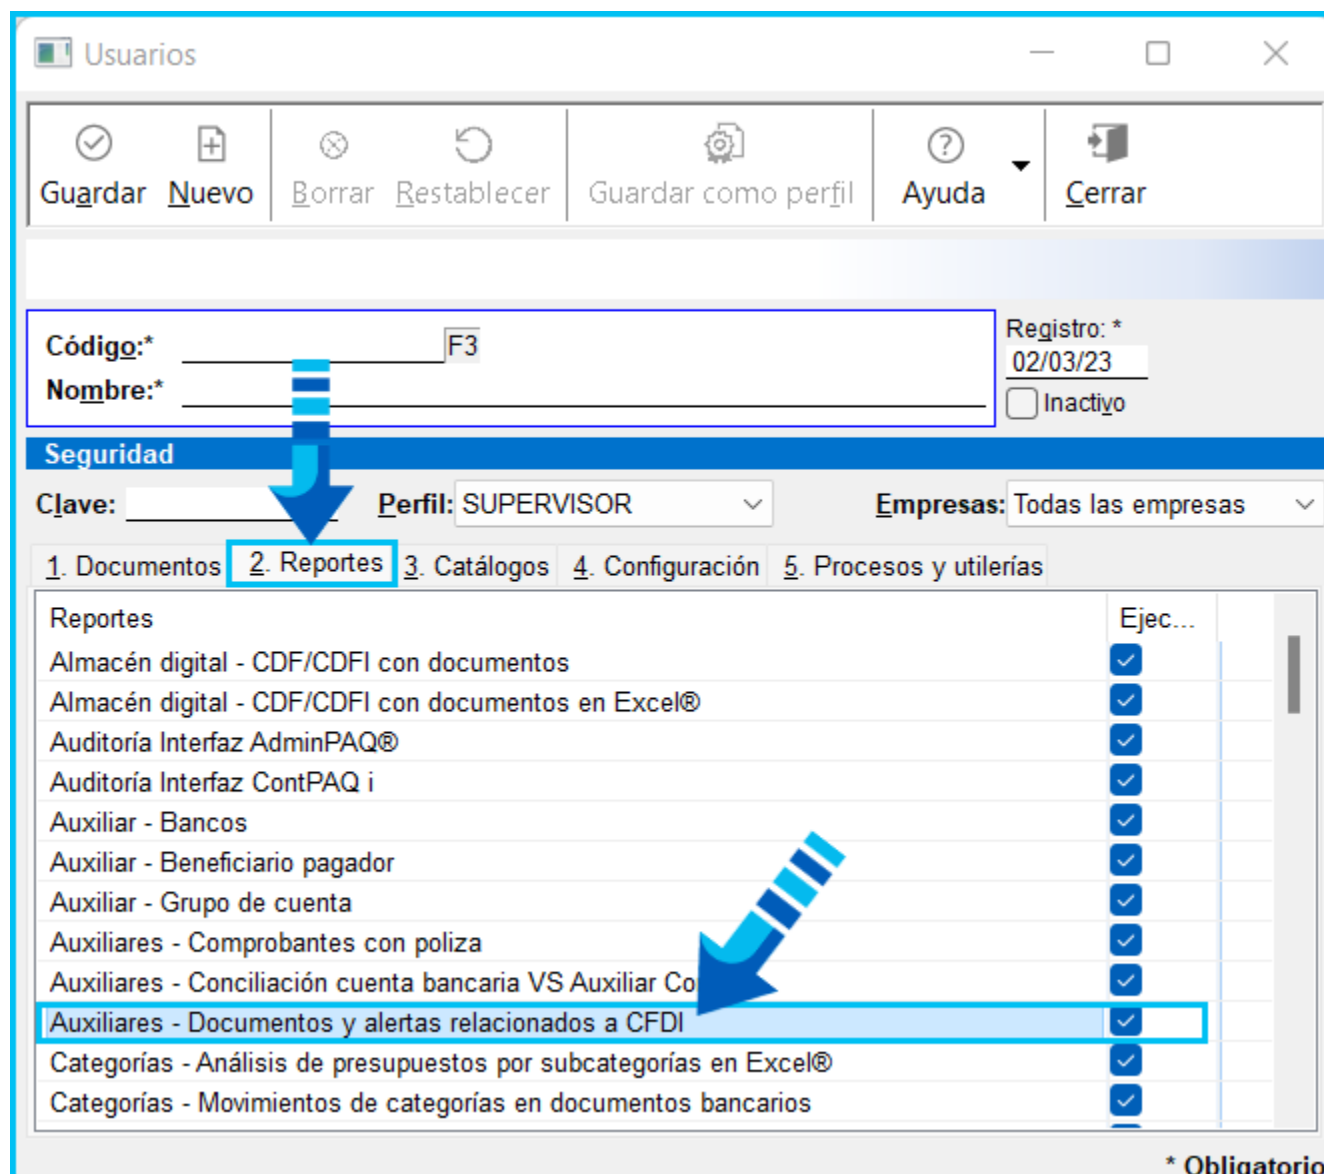 Usuarios
Guardar Nuevo Borrar Restablecer Guardar como perfil Ayuda Cerrar
Código:* F3
Registro: *
02/03/23
Nombre:*
Inactivo
Seguridad
Clave: Perfil: SUPERVISOR Empresas: Todas las empresas
1. Documentos 2. Reportes 3. Catálogos 4. Configuración 5. Procesos y utilerías
Reportes Ejec...
Almacén digital - CDF/CDFI con documentos
Almacén digital - CDF/CDFI con documentos en Excel®
Auditoría Interfaz AdminPAQ®
Auditoría Interfaz ContPAQ i
Auxiliar - Bancos
Auxiliar - Beneficiario pagador
Auxiliar - Grupo de cuenta
Auxiliares - Comprobantes con poliza
Auxiliares - Conciliación cuenta bancaria VS Auxiliar Co
Auxiliares - Documentos y alertas relacionados a CFDI
Categorías - Análisis de presupuestos por subcategorías en Excel®
Categorías - Movimientos de categorías en documentos bancarios
* Obligatorio